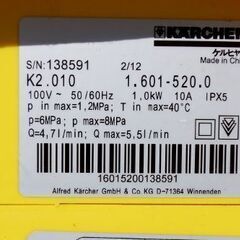 KÄRCHER
ケルヒャー
Made in Chin
S/N:138591 2/12
K2.010 1.601-520.0
100V~ 50/60Hz 1.0kW 10A IPX5
p in max=1,2MPa; T in max=40°C
p=6MPa; p max=8MPa
Q=4,7l/min; Q max=5.5l/min
16015200138591
Alfred Kärcher GmbH & Co KG D-71364 Winnenden